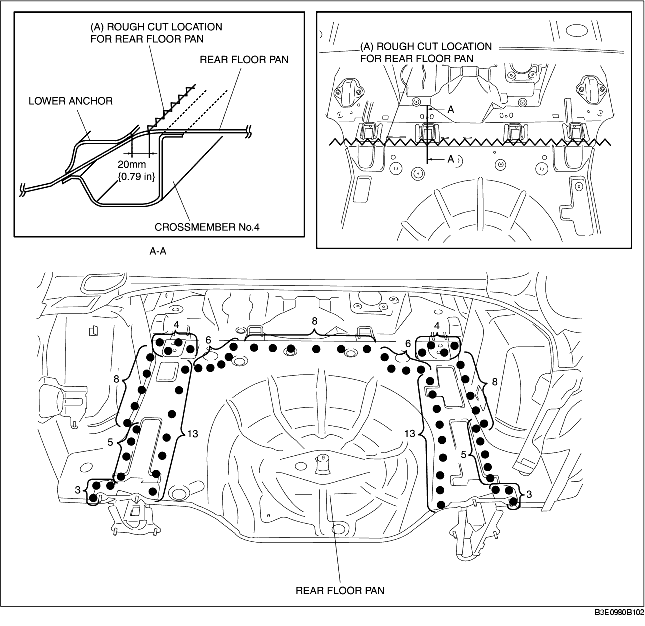 (A) ROUGH CUT LOCATION
FOR REAR FLOOR PAN
REAR FLOOR PAN
LOWER ANCHOR
20mm
{0.79 in}
CROSSMEMBER No.4
A-A
(A) ROUGH CUT LOCATION
FOR REAR FLOOR PAN
A
A
8
4
4
6
6
8
8
13
13
5
5
3
3
REAR FLOOR PAN
B3E0980B102